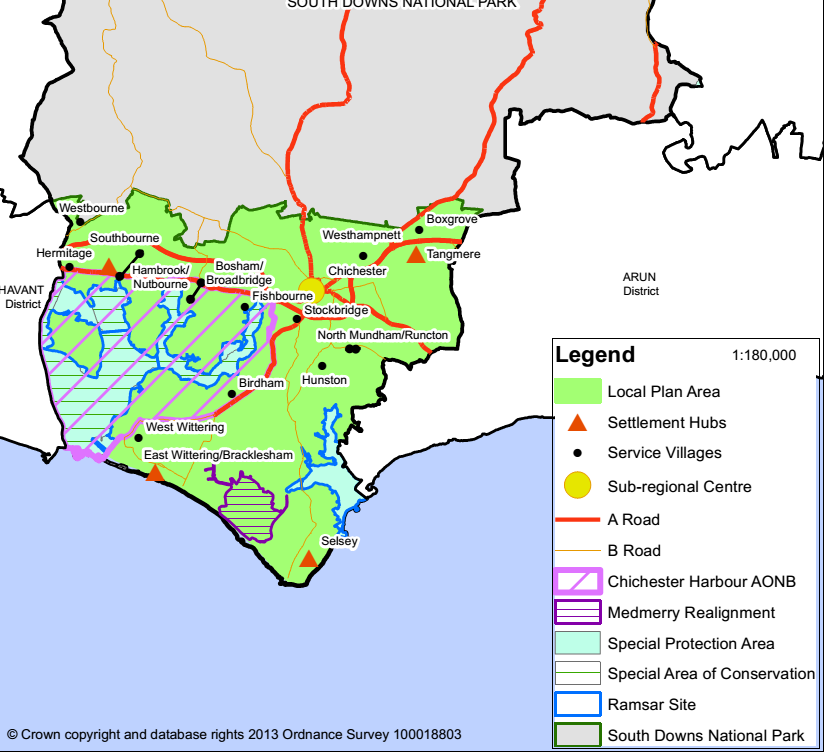 SOUTH DOWNS NATIONAL PARK
Westbourne
Southbourne
Hermitage
Hambrook/
Nutbourne
HAVANT
District
Bosham/
Broadbridge
Fishbourne
Westhampnett
Boxgrove
Tangmere
Chichester
Stockbridge
North Mundham/Runcton
Hunston
Birdham
West Wittering
East Wittering/Bracklesham
Selsey
ARUN
District
Legend
1:180,000
Local Plan Area
Settlement Hubs
Service Villages
Sub-regional Centre
A Road
B Road
Chichester Harbour AONB
Medmerry Realignment
Special Protection Area
Special Area of Conservation
Ramsar Site
South Downs National Park
© Crown copyright and database rights 2013 Ordnance Survey 100018803